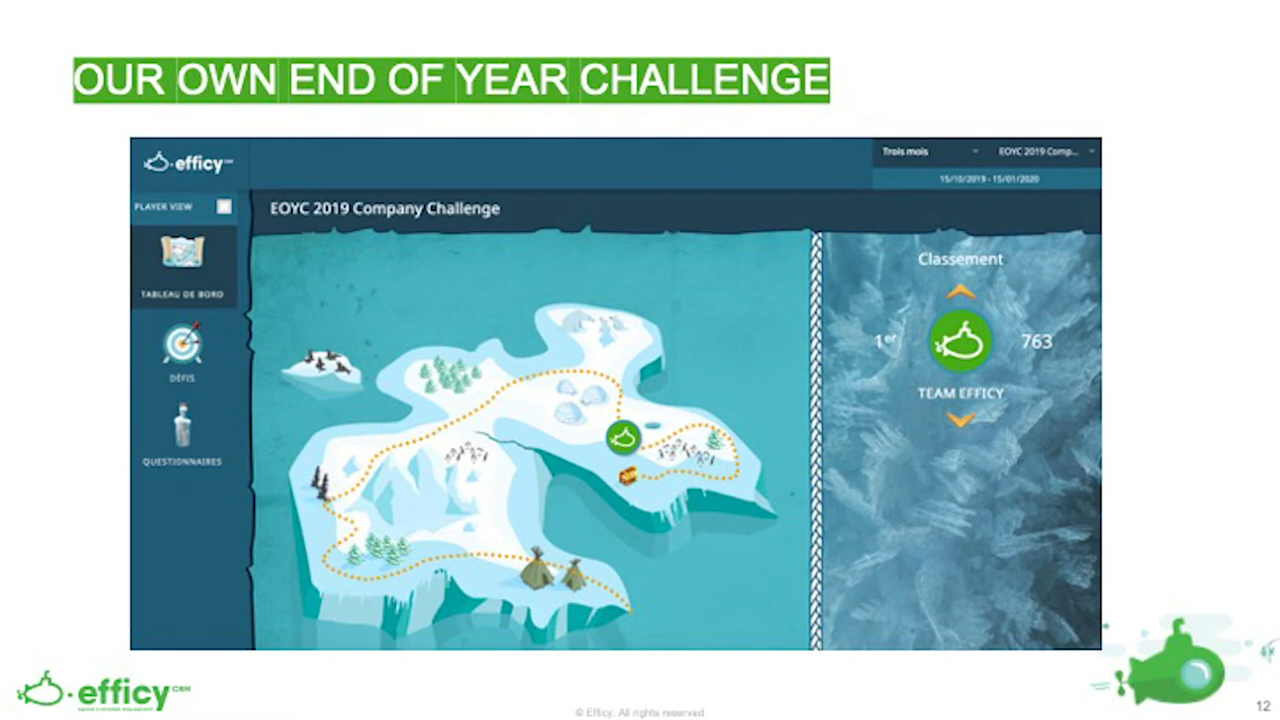 OUR OWN END OF YEAR CHALLENGE
efficy CRM
Trois mois
EOYC 2019 Comp...
15/10/2019 - 15/01/2020
PLAYER VIEW
EOYC 2019 Company Challenge
TABLEAU DE BORD
DÉFIS
QUESTIONNAIRES
Classement
1er
763
TEAM EFFICY
efficy CRM
© Efficy. All rights reserved
12